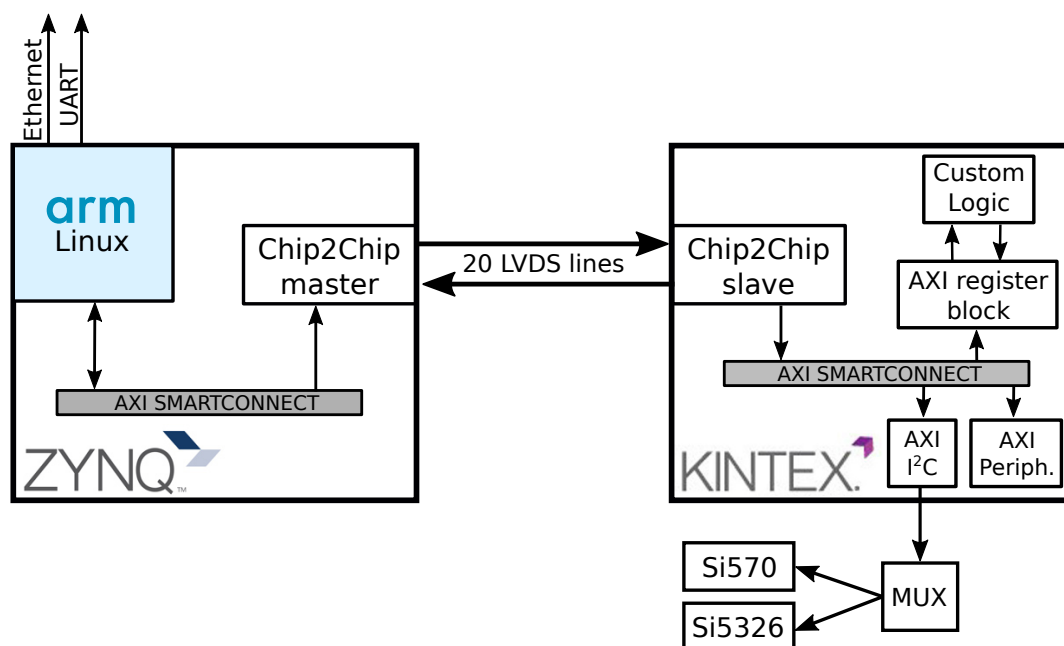 Ethernet
UART
arm
Linux
Chip2Chip
master
AXI SMARTCONNECT
ZYNQ™
20 LVDS lines
Custom
Logic
Chip2Chip
slave
AXI register
block
AXI SMARTCONNECT
KINTEX.
AXI
I²C
AXI
Periph.
Si570
Si5326
MUX